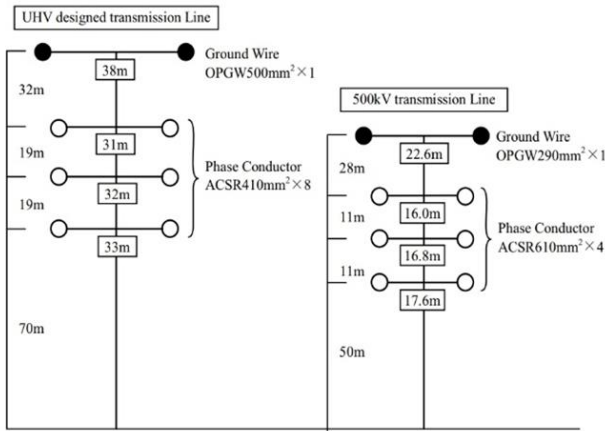 UHV designed transmission Line
Ground Wire
OPGW500mm²×1
38m
32m
31m
19m
Phase Conductor
ACSR410mm²×8
32m
19m
33m
70m
500kV transmission Line
Ground Wire
OPGW290mm²×1
22.6m
28m
16.0m
11m
Phase Conductor
ACSR610mm²×4
16.8m
11m
17.6m
50m